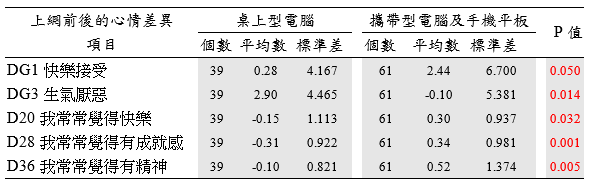 上網前後的心情差異 桌上型電腦 攜帶型電腦及手機平板 P 值
項目 個數 平均數 標準差 個數 平均數 標準差
DG1 快樂接受 39 0.28 4.167 61 2.44 6.700 0.050
DG3 生氣厭惡 39 2.90 4.465 61 -0.10 5.381 0.014
D20 我常常覺得快樂 39 -0.15 1.113 61 0.30 0.937 0.032
D28 我常常覺得有成就感 39 -0.31 0.922 61 0.34 0.981 0.001
D36 我常常覺得有精神 39 -0.10 0.821 61 0.52 1.374 0.005